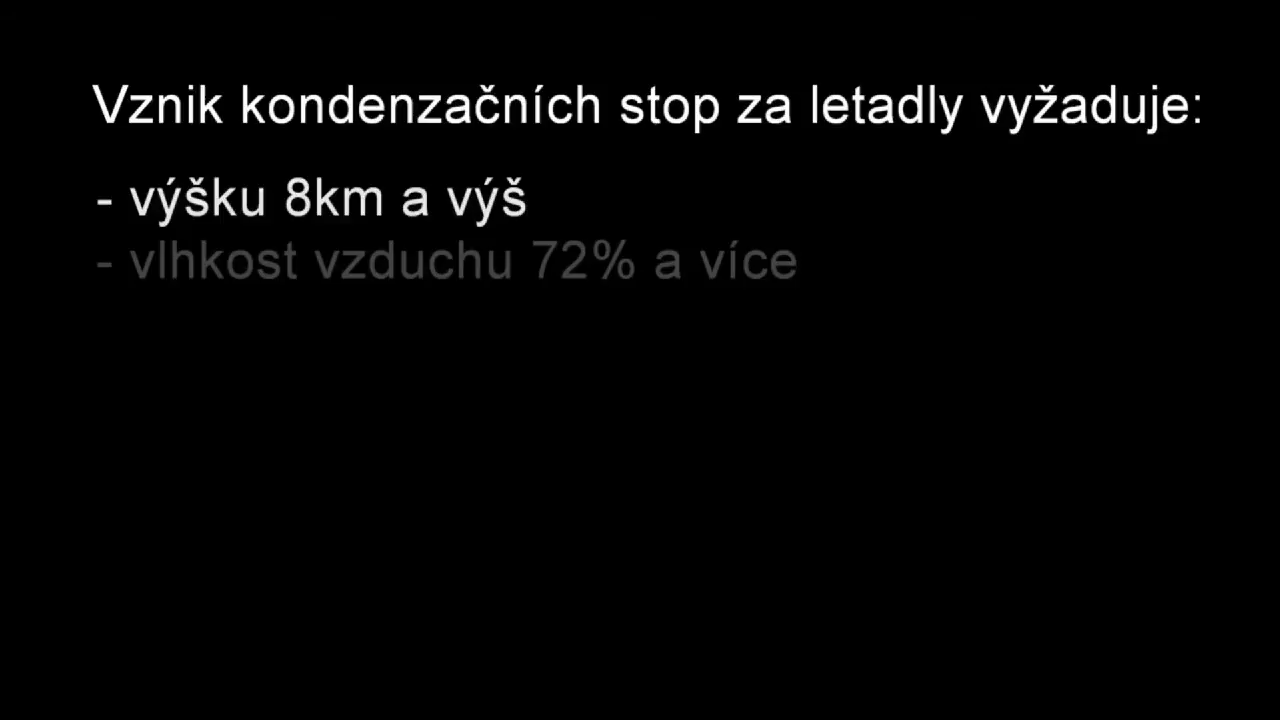 Vznik kondenzačních stop za letadly vyžaduje:
- výšku 8km a výš
- vlhkost vzduchu 72% a více